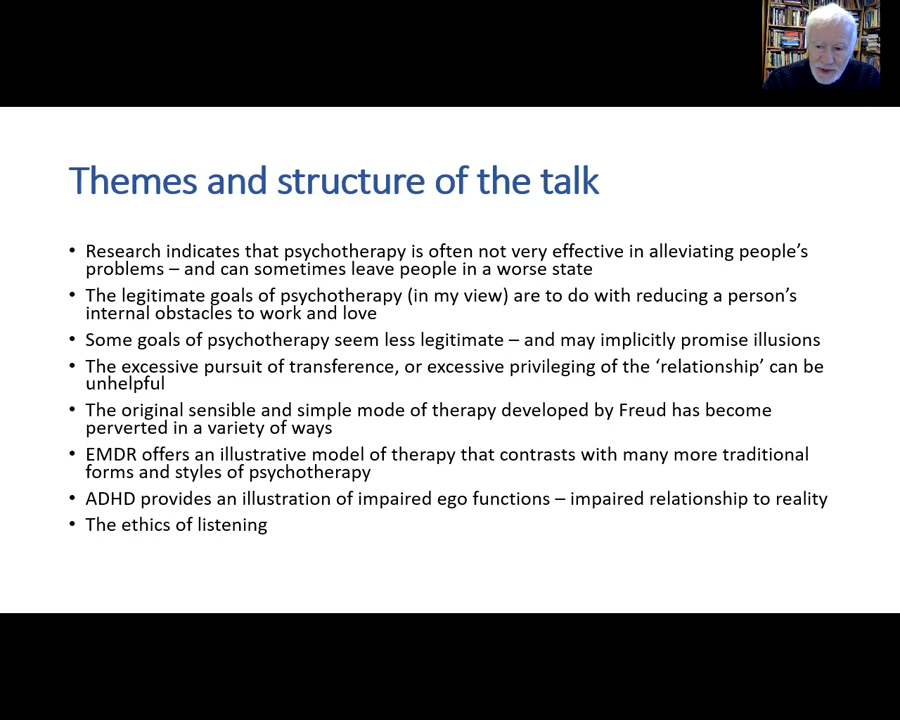 Themes and structure of the talk
• Research indicates that psychotherapy is often not very effective in alleviating people’s
problems – and can sometimes leave people in a worse state
• The legitimate goals of psychotherapy (in my view) are to do with reducing a person’s
internal obstacles to work and love
• Some goals of psychotherapy seem less legitimate – and may implicitly promise illusions
• The excessive pursuit of transference, or excessive privileging of the ‘relationship’ can be
unhelpful
• The original sensible and simple mode of therapy developed by Freud has become
perverted in a variety of ways
• EMDR offers an illustrative model of therapy that contrasts with many more traditional
forms and styles of psychotherapy
• ADHD provides an illustration of impaired ego functions – impaired relationship to reality
• The ethics of listening